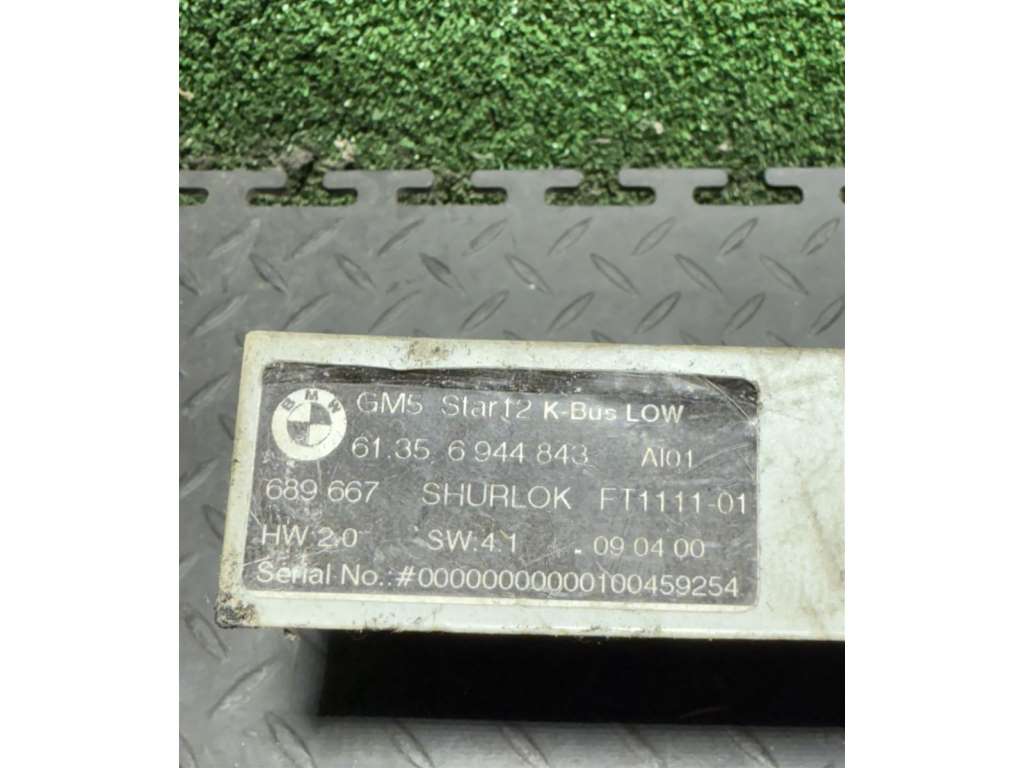 BMW
GM5 Start2 K-Bus LOW
61.35 6 944 843 AI01
689 667 SHURLOK FT1111-01
HW:2.0 SW:4.1 . 09 04 00
Serial No.:#00000000000100459254